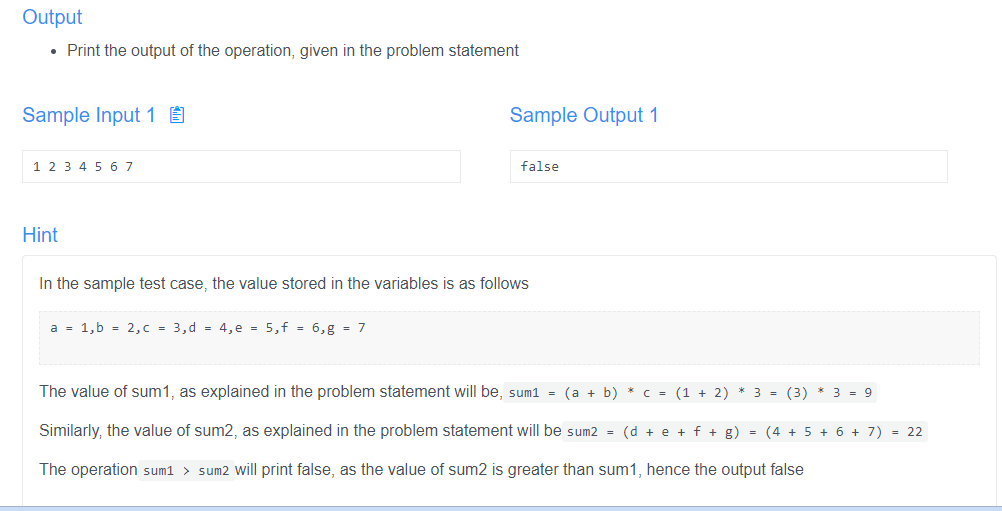 Output
• Print the output of the operation, given in the problem statement
Sample Input 1
Sample Output 1
1 2 3 4 5 6 7
false
Hint
In the sample test case, the value stored in the variables is as follows
a = 1,b = 2,c = 3,d = 4,e = 5,f = 6,g = 7
The value of sum1, as explained in the problem statement will be, sum1 = (a + b) * c = (1 + 2) * 3 = (3) * 3 = 9
Similarly, the value of sum2, as explained in the problem statement will be sum2 = (d + e + f + g) = (4 + 5 + 6 + 7) = 22
The operation sum1 > sum2 will print false, as the value of sum2 is greater than sum1, hence the output false